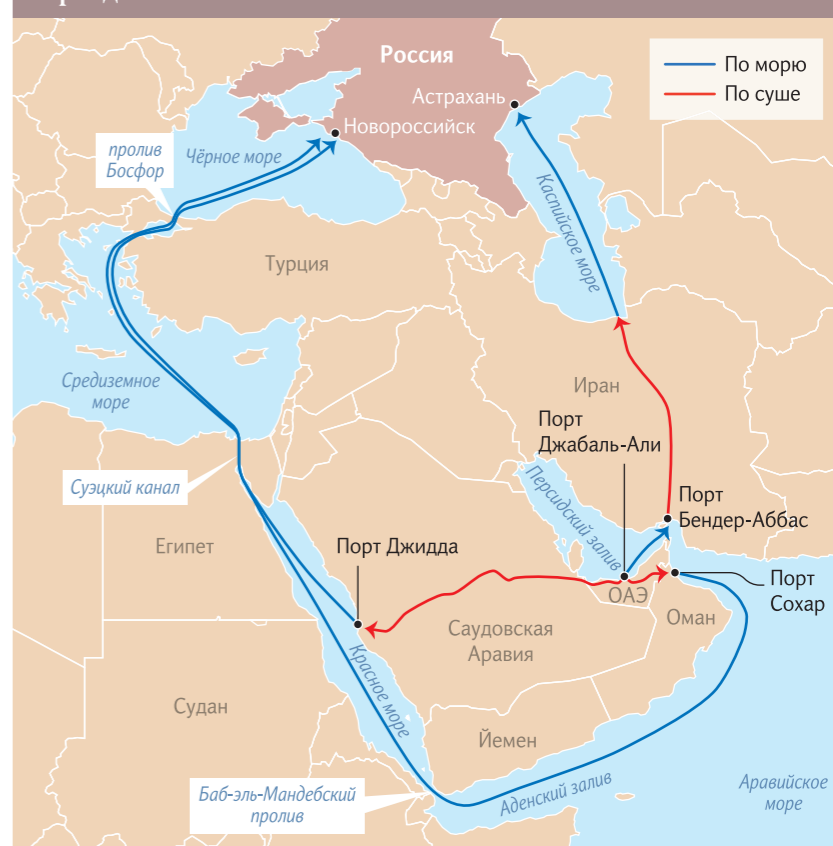 Россия
По морю
По суше
Астрахань
Новороссийск
пролив
Босфор
Чёрное море
Каспийское море
Турция
Средиземное
море
Иран
Порт
Джабаль-Али
Суэцкий канал
Персидский залив
Порт
Бендер-Аббас
Египет
Порт Джидда
Порт
Сохар
ОАЭ
Оман
Саудовская
Аравия
Красное море
Судан
Йемен
Баб-эль-Мандебский
пролив
Аденский залив
Аравийское
море